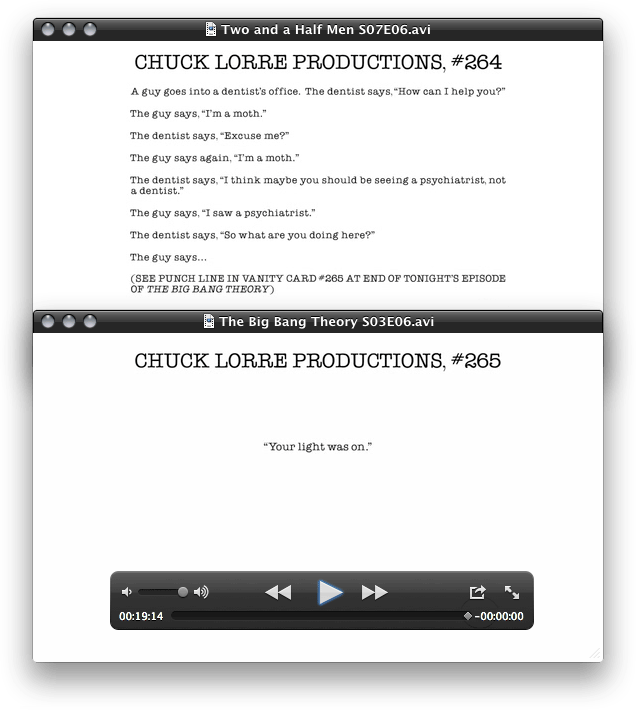 Two and a Half Men S07E06.avi
CHUCK LORRE PRODUCTIONS, #264
A guy goes into a dentist's office. The dentist says, “How can I help you?”
The guy says, “I'm a moth.”
The dentist says, “Excuse me?”
The guy says again, “I'm a moth.”
The dentist says, “I think maybe you should be seeing a psychiatrist, not
a dentist.”
The guy says, “I saw a psychiatrist.”
The dentist says, “So what are you doing here?”
The guy says...
(SEE PUNCH LINE IN VANITY CARD #265 AT END OF TONIGHT'S EPISODE
OF THE BIG BANG THEORY)
The Big Bang Theory S03E06.avi
CHUCK LORRE PRODUCTIONS, #265
“Your light was on.”
00:19:14 -00:00:00